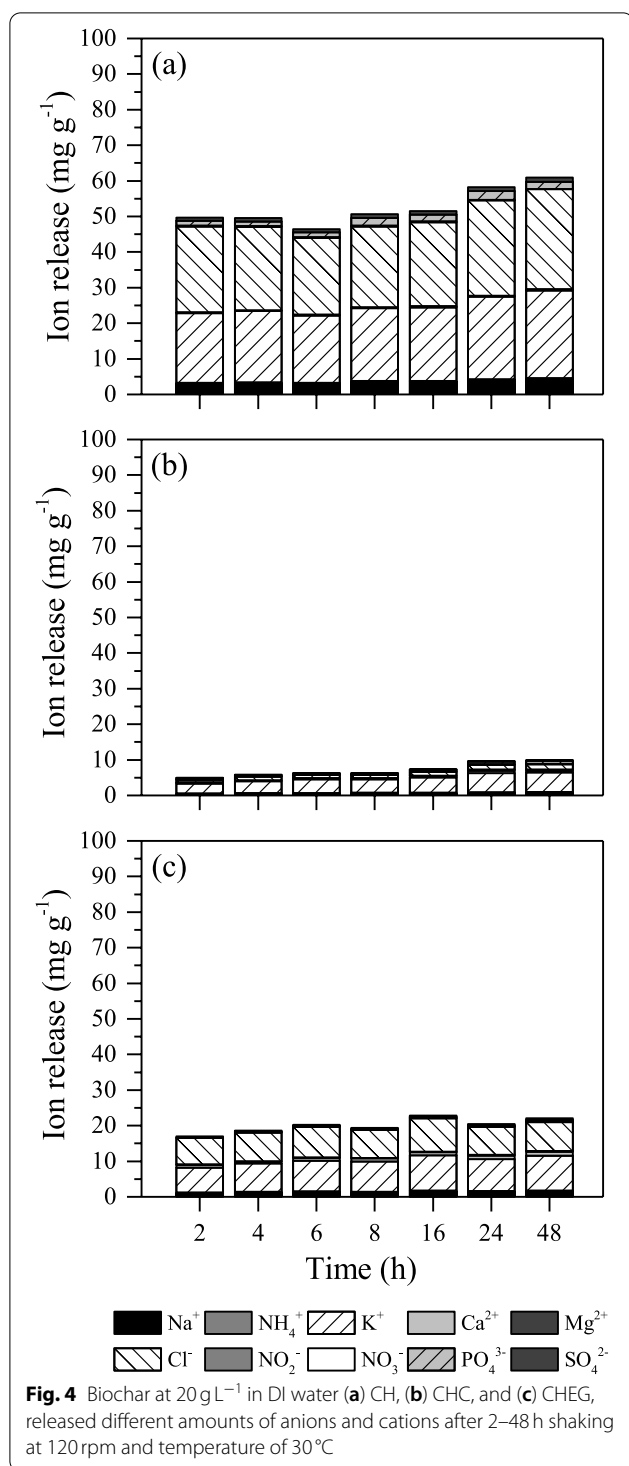 (a)
Ion release (mg g⁻¹)
100
90
80
70
60
50
40
30
20
10
0
(b)
Ion release (mg g⁻¹)
100
90
80
70
60
50
40
30
20
10
0
(c)
Ion release (mg g⁻¹)
100
90
80
70
60
50
40
30
20
10
0
2 4 6 8 16 24 48
Time (h)
Na⁺ NH₄⁺ K⁺ Ca²⁺ Mg²⁺
Cl⁻ NO₂⁻ NO₃⁻ PO₄³⁻ SO₄²⁻
Fig. 4 Biochar at 20 g L⁻¹ in DI water (a) CH, (b) CHC, and (c) CHEG,
released different amounts of anions and cations after 2–48 h shaking
at 120 rpm and temperature of 30 °C